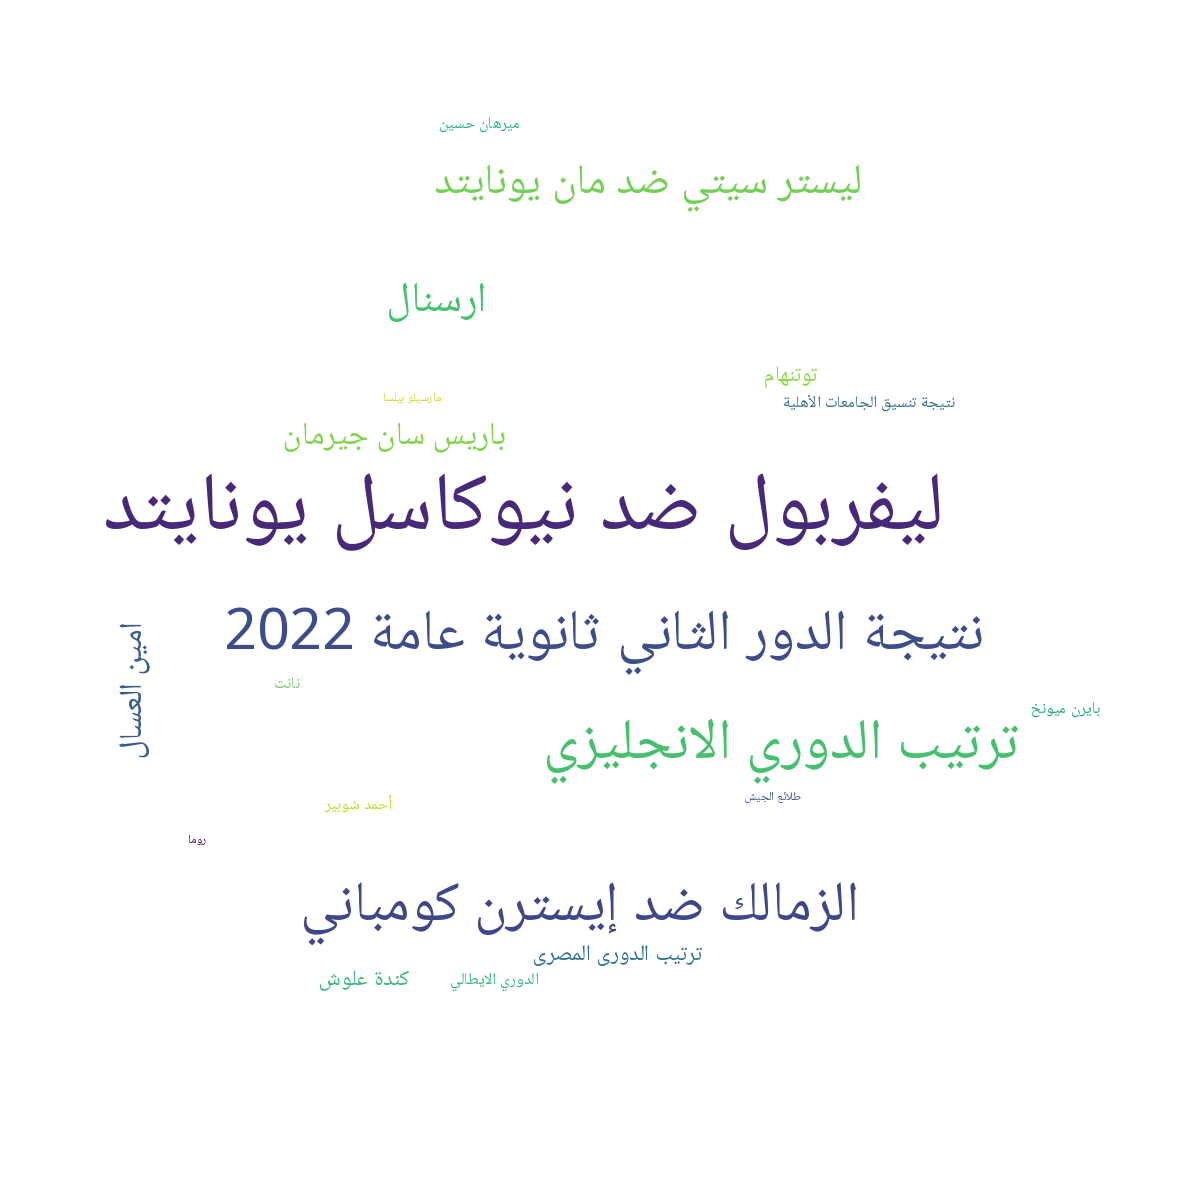 ميرهان حسين
ليستر سيتي ضد مان يونايتد
ارسنال
توتنهام
مارسيلو بيلسا
نتيجة تنسيق الجامعات الأهلية
باريس سان جيرمان
ليفربول ضد نيوكاسل يونايتد
نتيجة الدور الثاني ثانوية عامة 2022
امين العسال
نانت
بايرن ميونخ
ترتيب الدوري الانجليزي
طلائع الجيش
أحمد شوبير
روما
الزمالك ضد إيسترن كومباني
ترتيب الدورى المصرى
الدوري الايطالي
كندة علوش